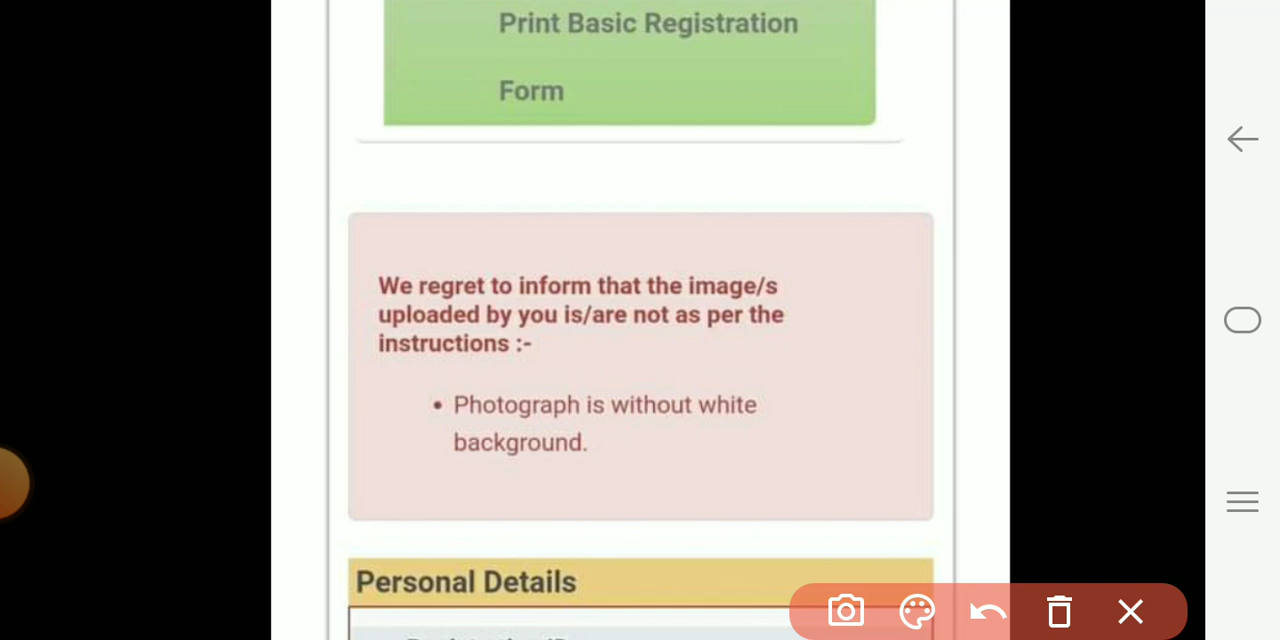 Print Basic Registration
Form
We regret to inform that the image/s
uploaded by you is/are not as per the
instructions :-
• Photograph is without white
background.
Personal Details